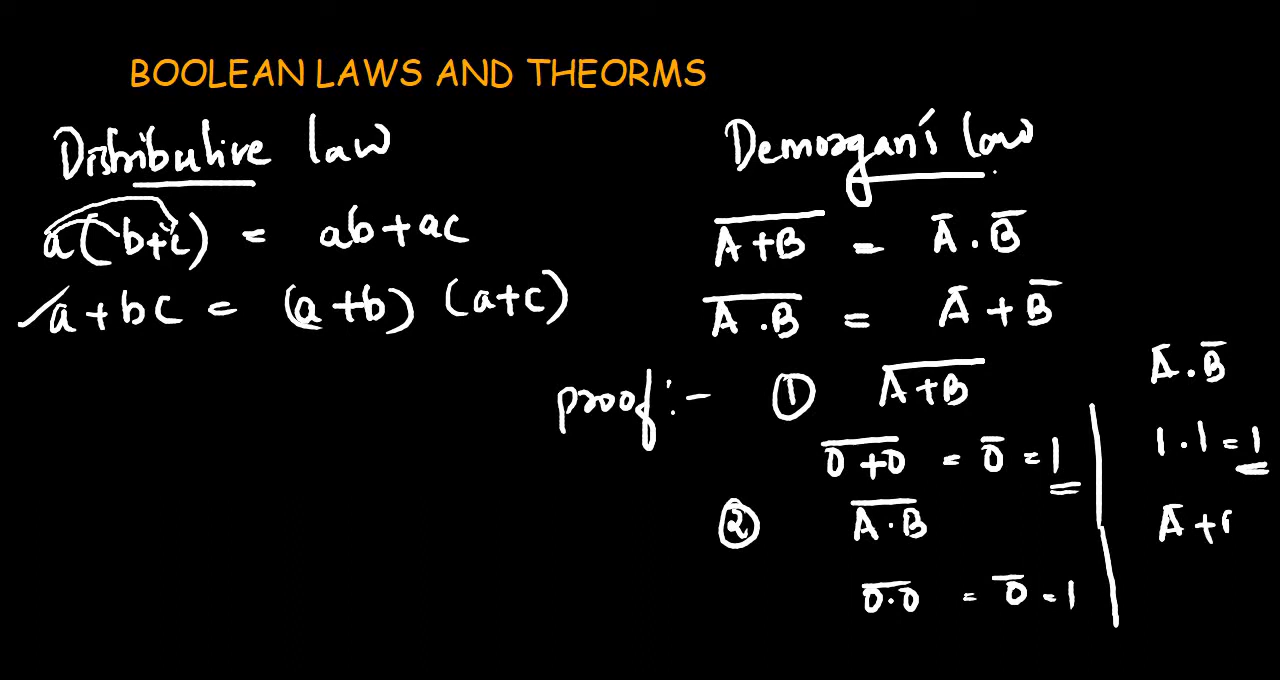 BOOLEAN LAWS AND THEORMS
Distributive law
a(b+c) = ab+ac
a+bc = (a+b) (a+c)
Demorgan's law
A̅+̅B̅ = A̅.B̅
A̅.̅B̅ = A̅+B̅
proof:- ① A̅+̅B̅
0̅+̅0̅ = 0̅ = 1
② A̅.̅B̅
0̅.̅0̅ = 0̅ = 1
A̅.B̅
1.1 = 1
A̅+